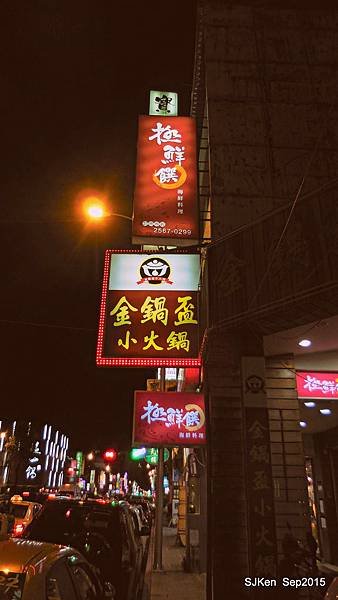 寶
極鮮饌
海鮮料理
2567-0299
金鍋盃
小火鍋
極鮮饌
海鮮料理
極鮮饌
金鍋盃小火鍋
SJKen Sep2015